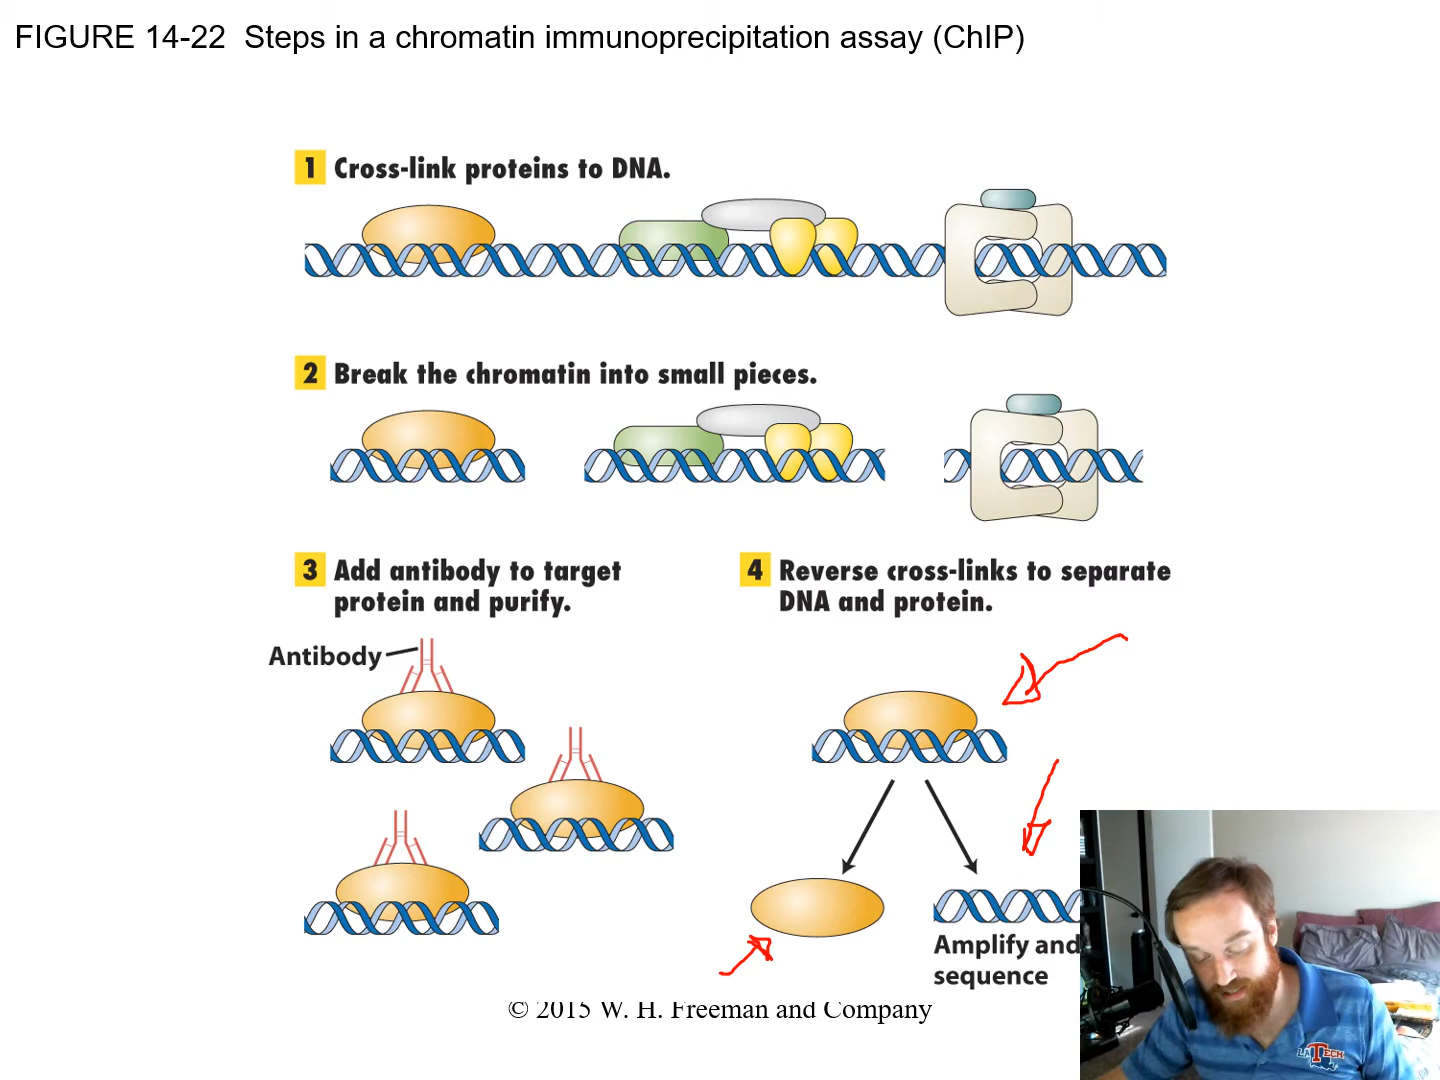 FIGURE 14-22  Steps in a chromatin immunoprecipitation assay (ChIP)
1 Cross-link proteins to DNA.
2 Break the chromatin into small pieces.
3 Add antibody to target
protein and purify.
Antibody
4 Reverse cross-links to separate
DNA and protein.
Amplify and
sequence
© 2015 W. H. Freeman and Company
LA TECH